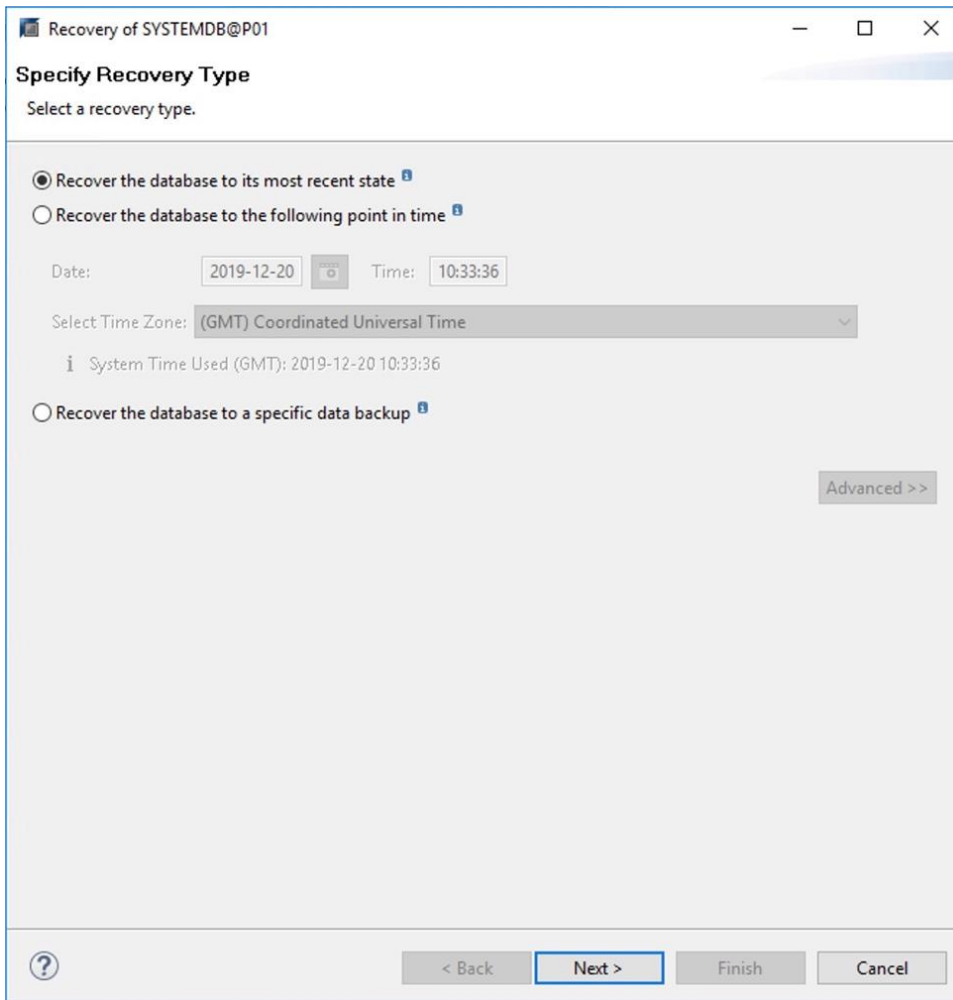 Recovery of SYSTEMDB@P01
Specify Recovery Type
Select a recovery type.
Recover the database to its most recent state
Recover the database to the following point in time
Date: 2019-12-20 Time: 10:33:36
Select Time Zone: (GMT) Coordinated Universal Time
i System Time Used (GMT): 2019-12-20 10:33:36
Recover the database to a specific data backup
Advanced >>
? < Back Next > Finish Cancel